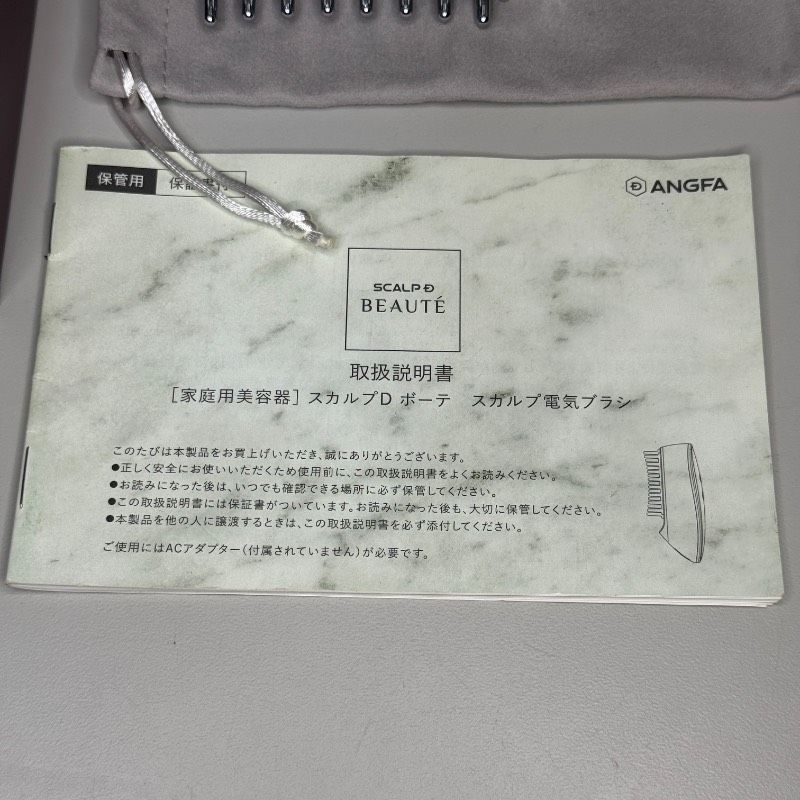 保管用
保証書付
ANGFA
SCALP D
BEAUTÉ
取扱説明書
［家庭用美容器］スカルプD ボーテ　スカルプ電気ブラシ
このたびは本製品をお買上げいただき、誠にありがとうございます。
●正しく安全にお使いいただくため使用前に、この取扱説明書をよくお読みください。
●お読みになった後は、いつでも確認できる場所に必ず保管してください。
●この取扱説明書には保証書がついています。お読みになった後も、大切に保管してください。
●本製品を他の人に譲渡するときは、この取扱説明書を必ず添付してください。
ご使用にはACアダプター（付属されていません）が必要です。